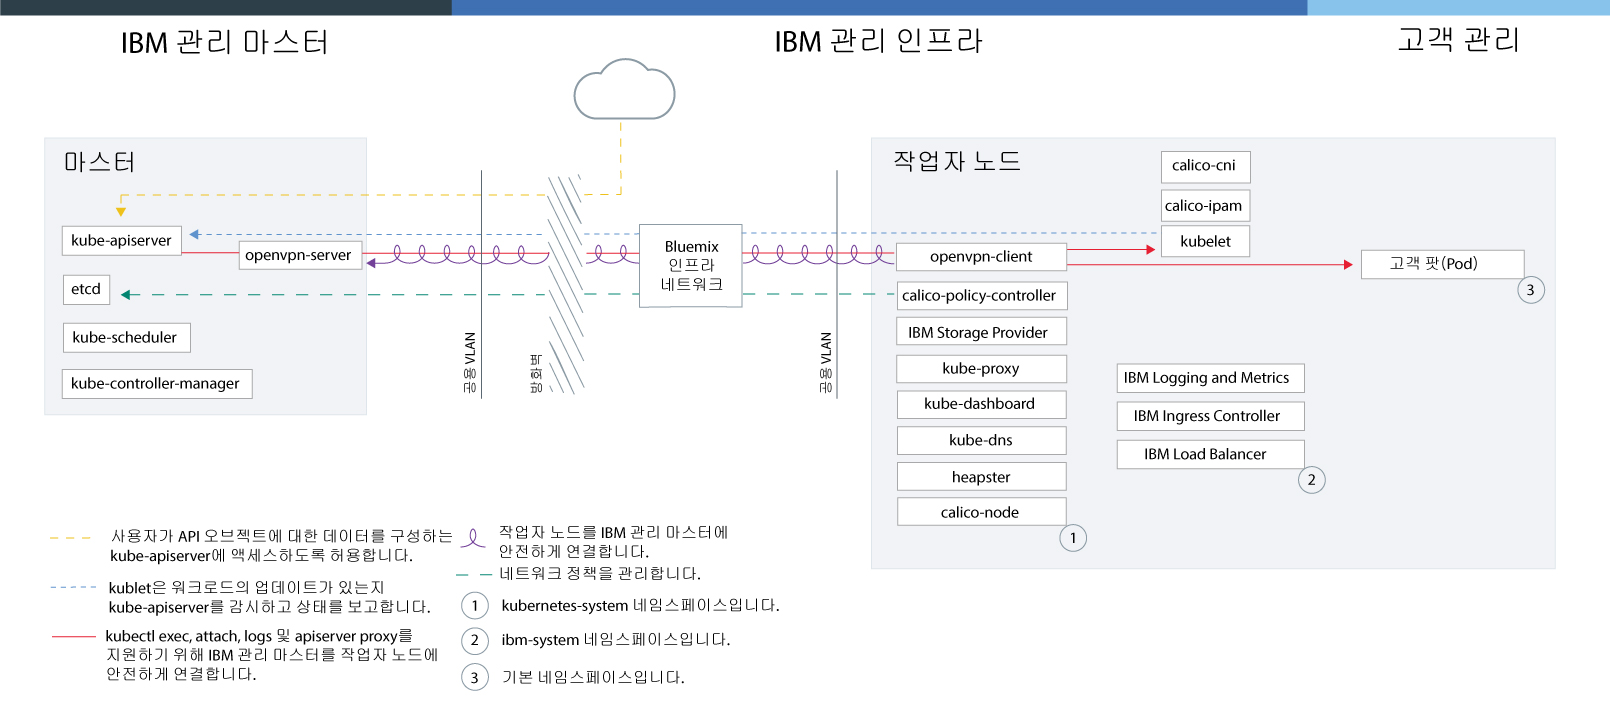 IBM 관리 마스터
IBM 관리 인프라
고객 관리
마스터
kube-apiserver
openvpn-server
etcd
kube-scheduler
kube-controller-manager
공용 VLAN
방화벽
Bluemix
인프라
네트워크
공용 VLAN
작업자 노드
calico-cni
calico-ipam
kubelet
openvpn-client
고객 팟(Pod)
3
calico-policy-controller
IBM Storage Provider
kube-proxy
kube-dashboard
kube-dns
heapster
calico-node
1
IBM Logging and Metrics
IBM Ingress Controller
IBM Load Balancer
2
사용자가 API 오브젝트에 대한 데이터를 구성하는
kube-apiserver에 액세스하도록 허용합니다.
kublet은 워크로드의 업데이트가 있는지
kube-apiserver를 감시하고 상태를 보고합니다.
kubectl exec, attach, logs 및 apiserver proxy를
지원하기 위해 IBM 관리 마스터를 작업자 노드에
안전하게 연결합니다.
작업자 노드를 IBM 관리 마스터에
안전하게 연결합니다.
네트워크 정책을 관리합니다.
1 kubernetes-system 네임스페이스입니다.
2 ibm-system 네임스페이스입니다.
3 기본 네임스페이스입니다.